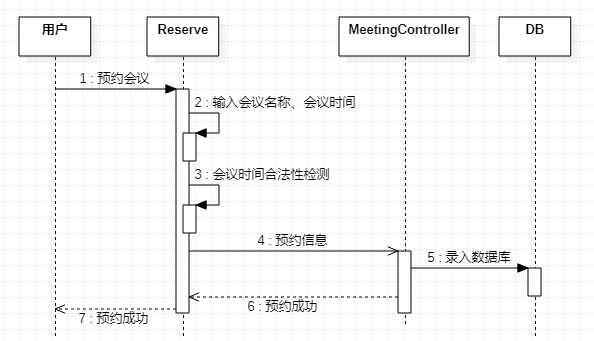 用户
Reserve
MeetingController
DB
1 : 预约会议
2 : 输入会议名称、会议时间
3 : 会议时间合法性检测
4 : 预约信息
5 : 录入数据库
6 : 预约成功
7 : 预约成功